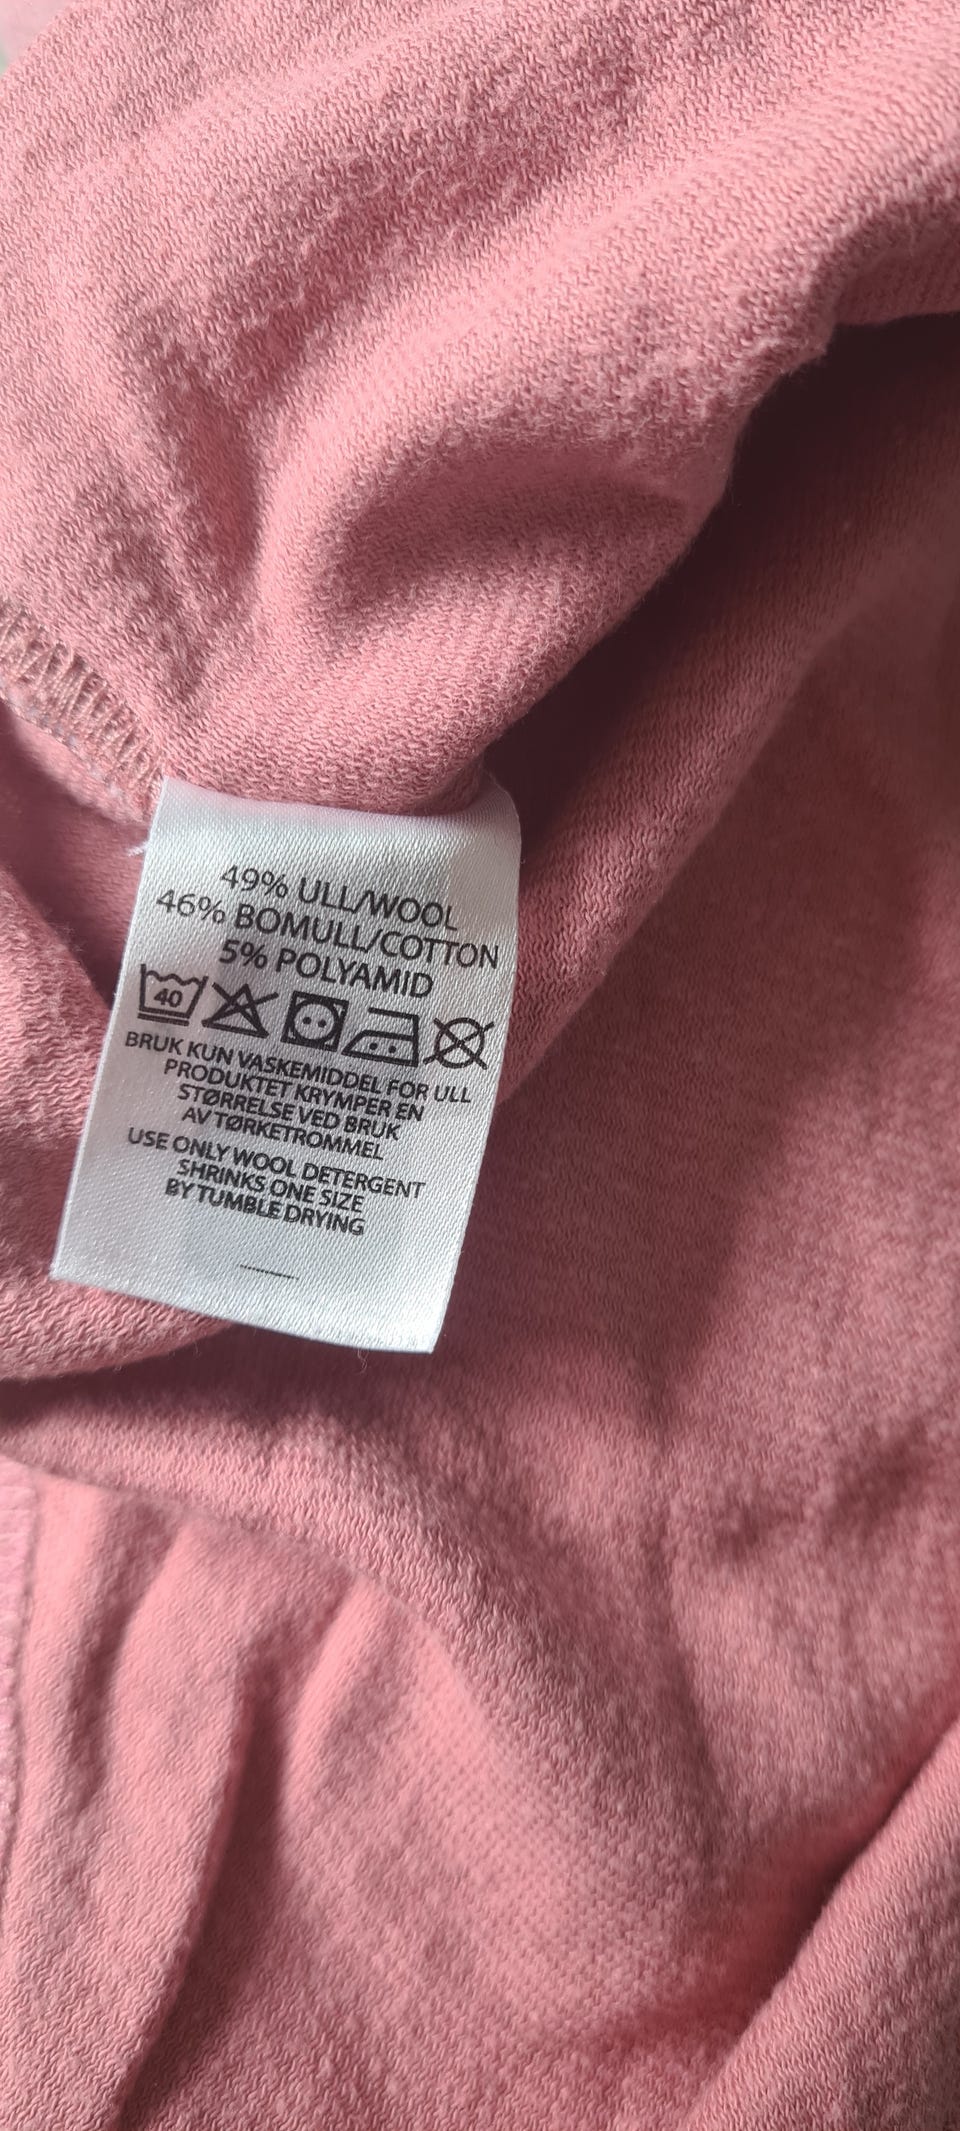 49% ULL/WOOL
46% BOMULL/COTTON
5% POLYAMID
40
BRUK KUN VASKEMIDDEL FOR ULL
PRODUKTET KRYMPER EN
STØRRELSE VED BRUK
AV TØRKETROMMEL
USE ONLY WOOL DETERGENT
SHRINKS ONE SIZE
BY TUMBLE DRYING